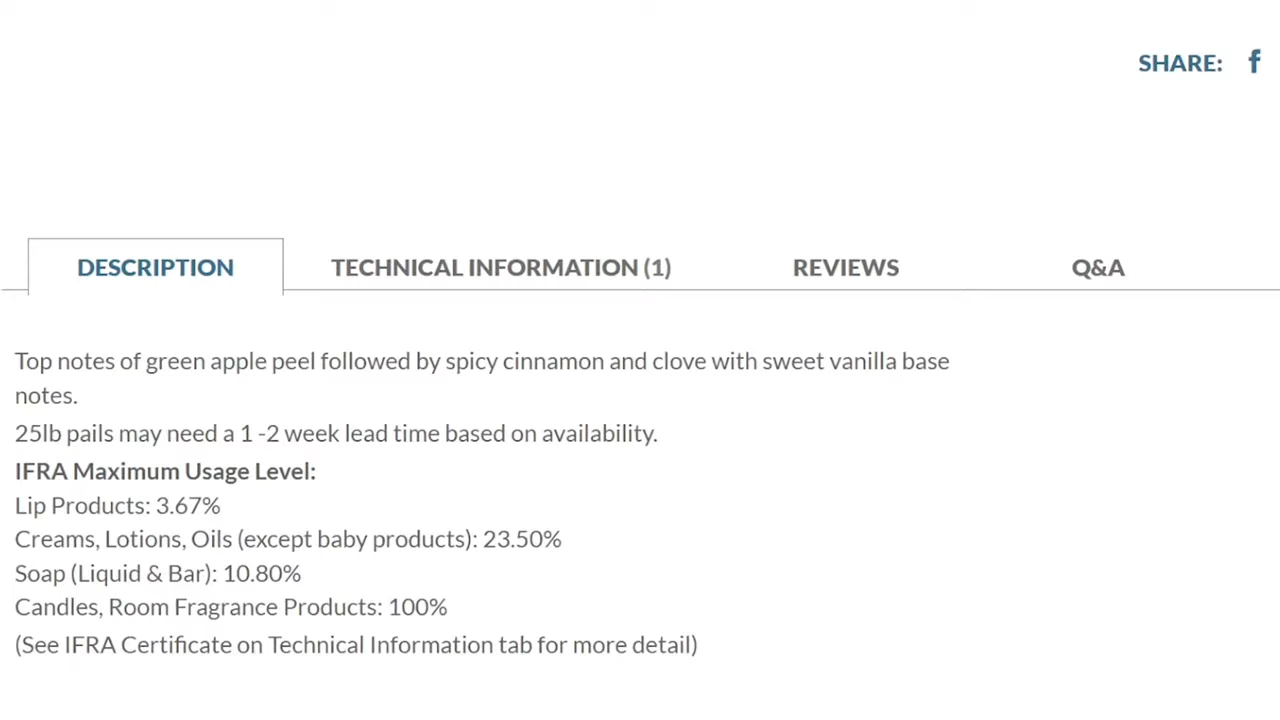 SHARE: f
DESCRIPTION TECHNICAL INFORMATION (1) REVIEWS Q&A
Top notes of green apple peel followed by spicy cinnamon and clove with sweet vanilla base
notes.
25lb pails may need a 1 -2 week lead time based on availability.
IFRA Maximum Usage Level:
Lip Products: 3.67%
Creams, Lotions, Oils (except baby products): 23.50%
Soap (Liquid & Bar): 10.80%
Candles, Room Fragrance Products: 100%
(See IFRA Certificate on Technical Information tab for more detail)